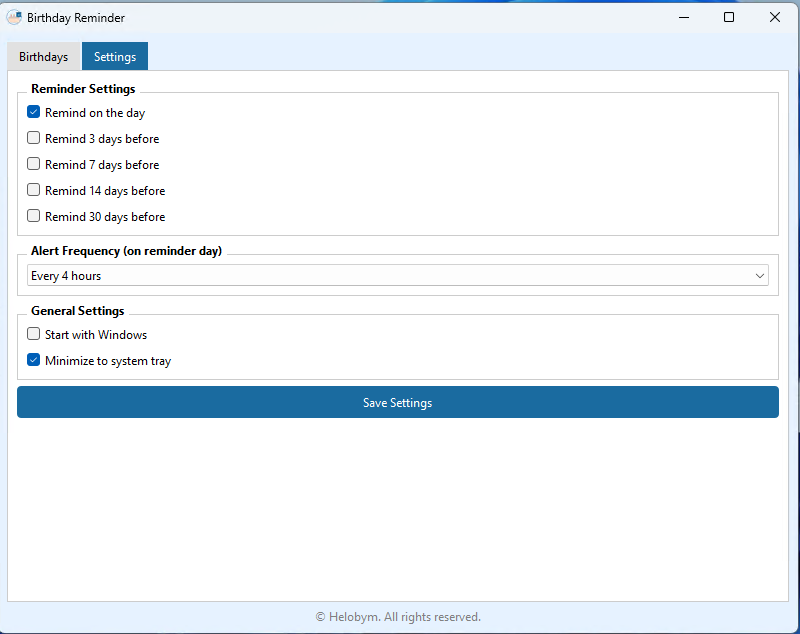 Birthday Reminder
Birthdays Settings
Reminder Settings
Remind on the day
Remind 3 days before
Remind 7 days before
Remind 14 days before
Remind 30 days before
Alert Frequency (on reminder day)
Every 4 hours
General Settings
Start with Windows
Minimize to system tray
Save Settings
© Helobym. All rights reserved.